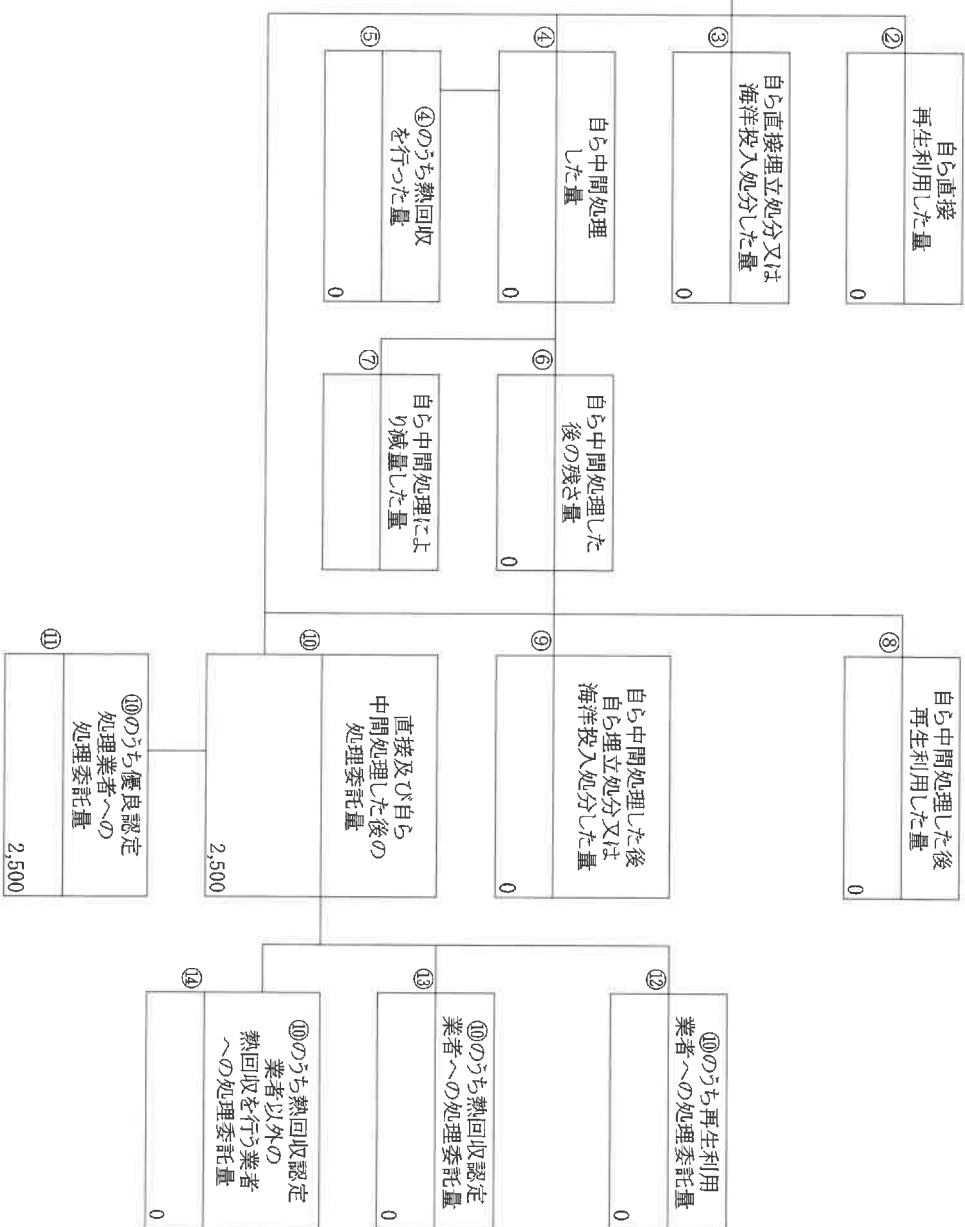 ②
自ら直接
再生利用した量
0
③
自ら直接埋立処分又は
海洋投入処分した量
0
④
自ら中間処理
した量
0
⑤
④のうち熱回収
を行った量
0
⑥
自ら中間処理した
後の残さ量
0
⑦
自ら中間処理によ
り減量した量
⑧
自ら中間処理した後
再生利用した量
0
⑨
自ら中間処理した後
自ら埋立処分又は
海洋投入処分した量
0
⑩
直接及び自ら
中間処理した後の
処理委託量
2,500
⑪
⑩のうち優良認定
処理業者への
処理委託量
2,500
⑫
⑩のうち再生利用
業者への処理委託量
0
⑬
⑩のうち熱回収認定
業者への処理委託量
0
⑭
⑩のうち熱回収認定
業者以外の
熱回収を行う業者
への処理委託量
0